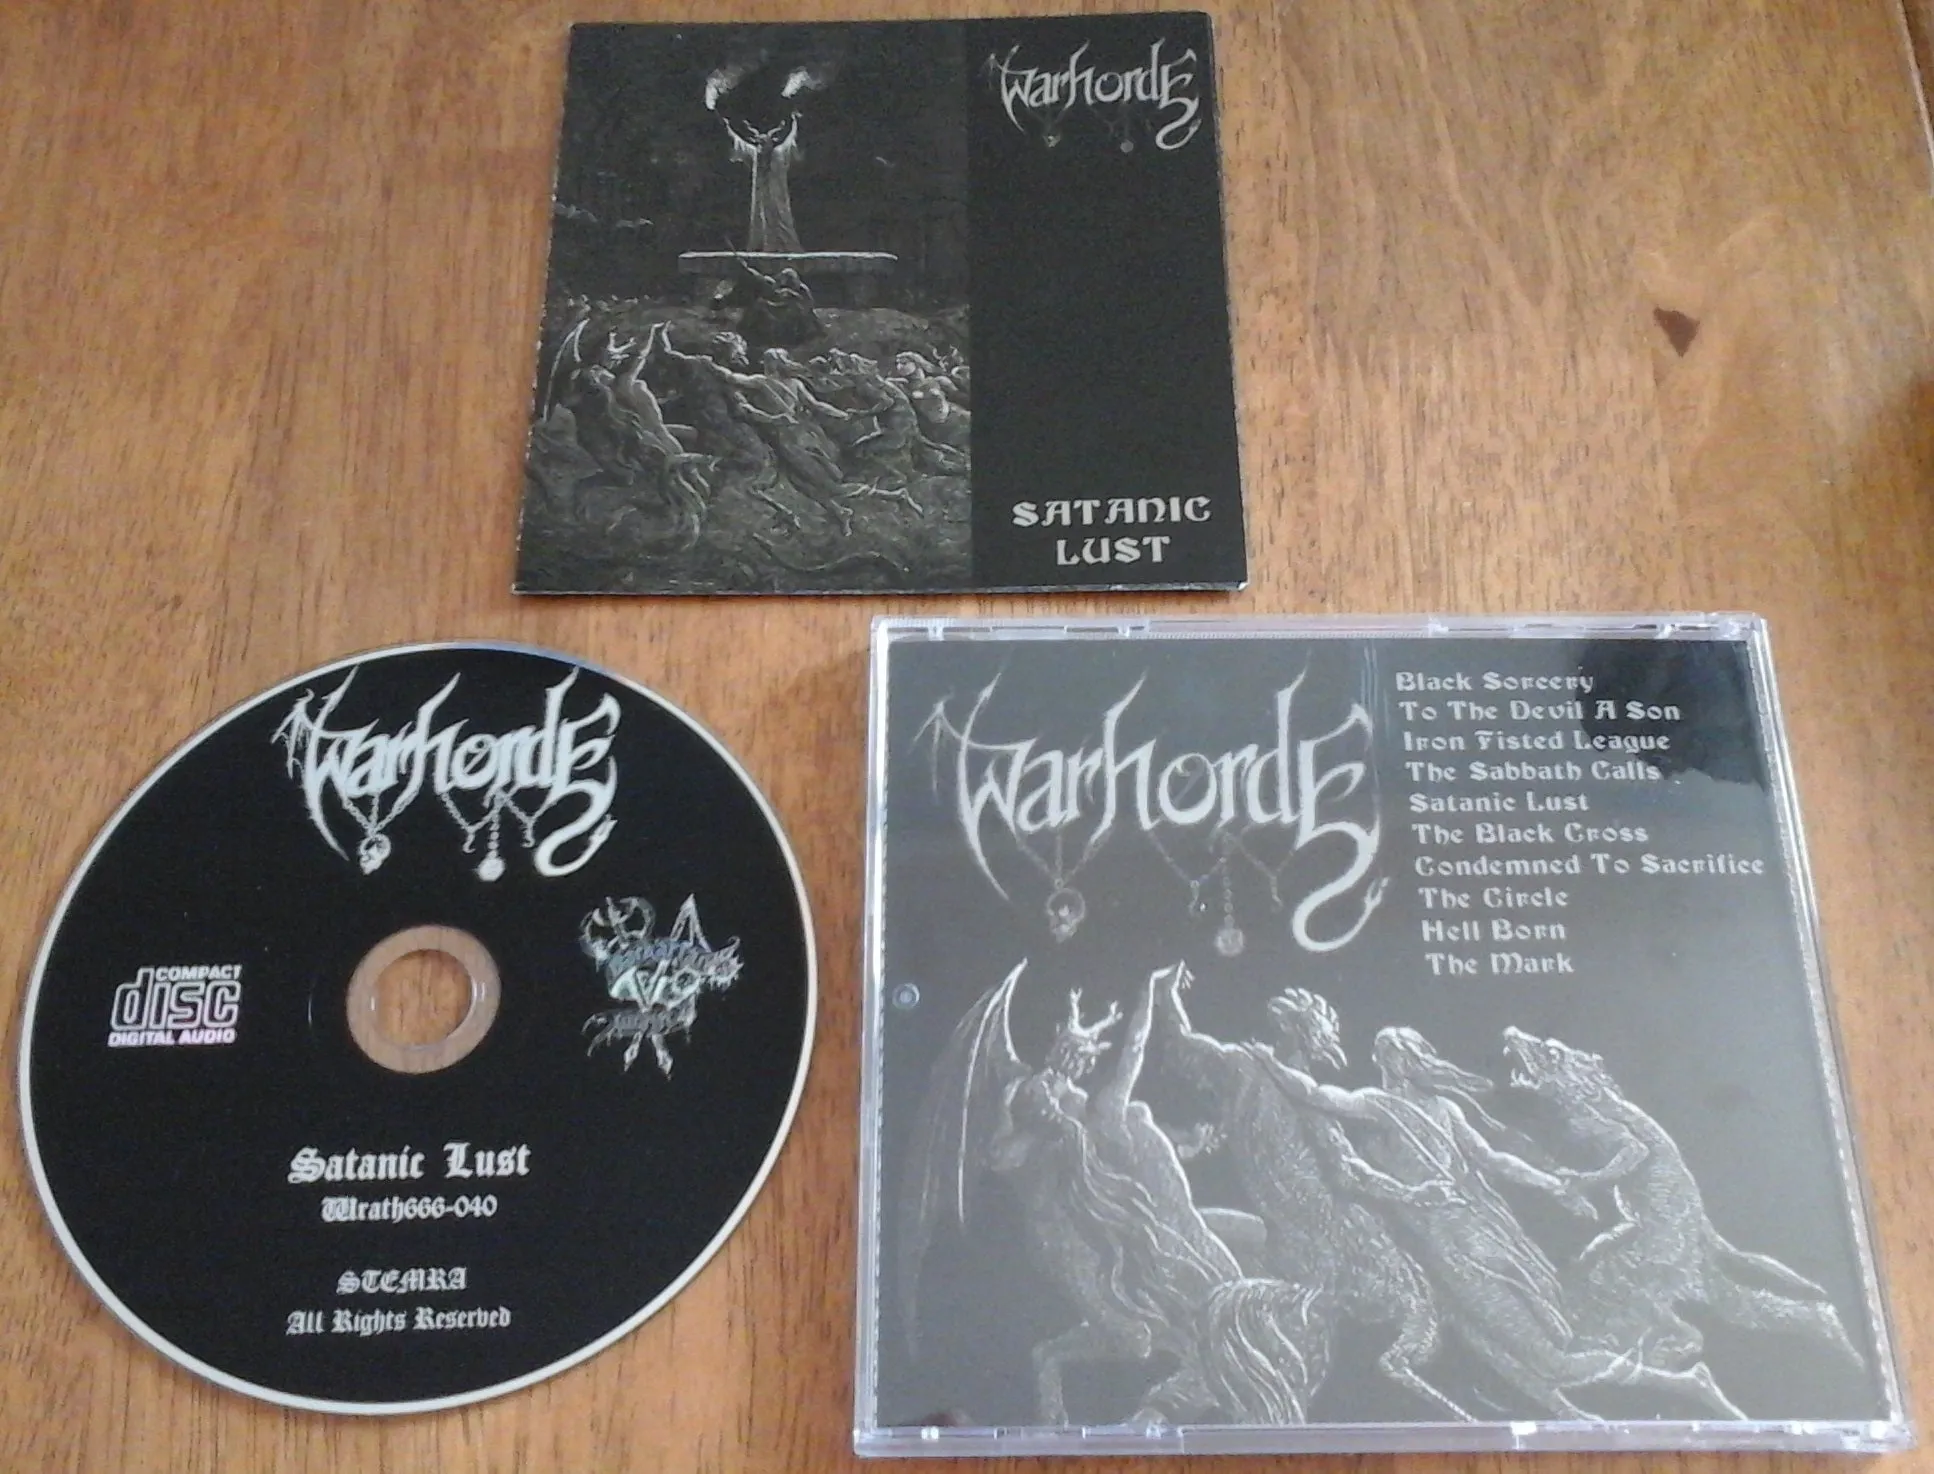 WarhordE
SATANIC
LUST
WarhordE
COMPACT
disc
DIGITAL AUDIO
Satanic Lust
Wrath666-040
STEMRA
All Rights Reserved
WarhordE
Black Sorcery
To The Devil A Son
Iron Fisted League
The Sabbath Calls
Satanic Lust
The Black Cross
Condemned To Sacrifice
The Circle
Hell Born
The Mark